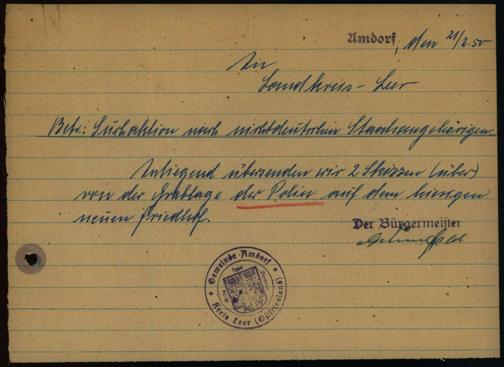 Amdorf, den 21/2.50
An
Landkreis-Leer
Betr.: Suchaktion nach nichtdeutschen Staatsangehörigen
Anliegend übersenden wir 2 Skizzen (über)
von der Grablage der Polin auf dem hiesigen
neuen Friedhof.
Der Bürgermeister
Gemeinde Amdorf
Kreis Leer (Ostfriesland)